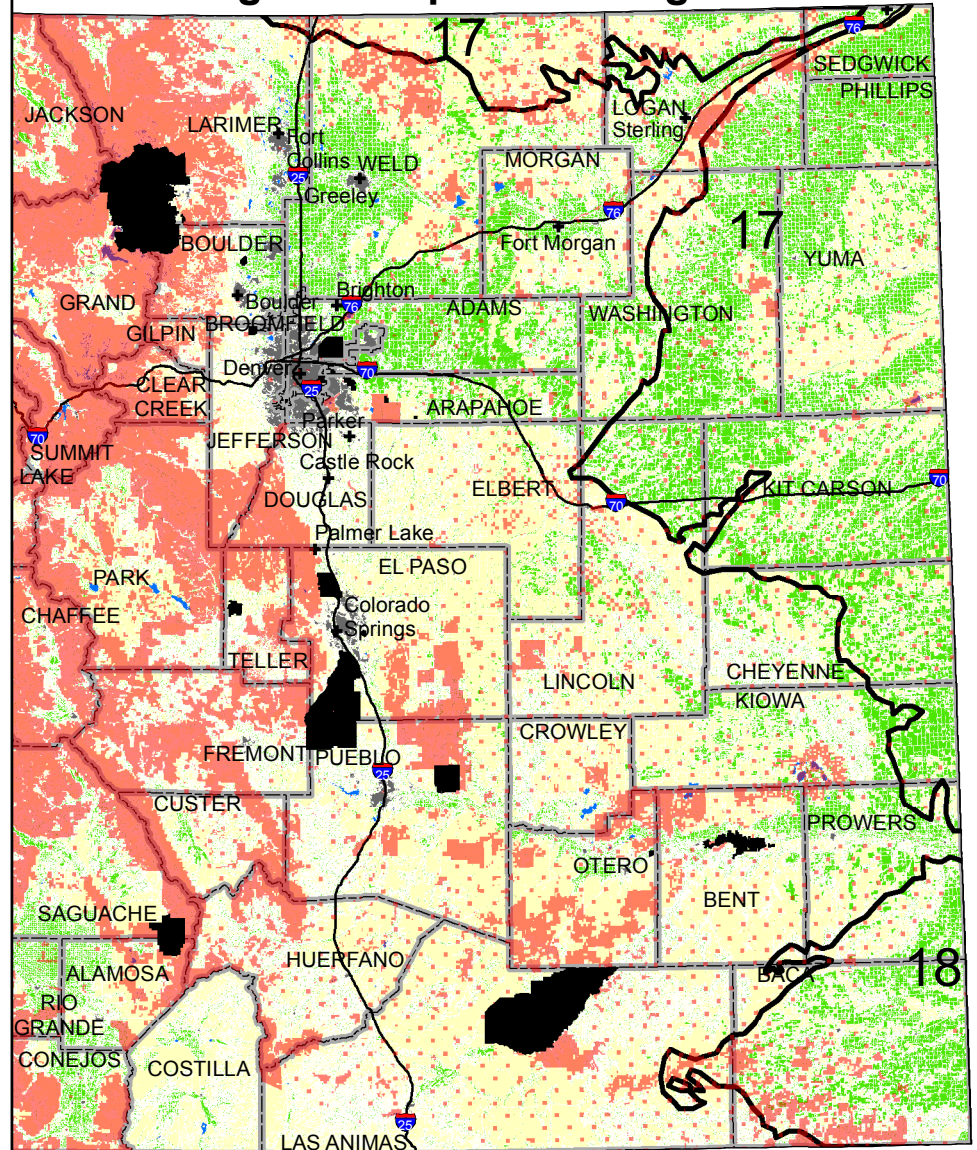 17
76
SEDGWICK
PHILLIPS
JACKSON
LARIMER
Fort
Collins
LOGAN
Sterling
WELD
MORGAN
25
Greeley
76
17
BOULDER
Fort Morgan
YUMA
GRAND
Boulder
Brighton
76
ADAMS
WASHINGTON
GILPIN
BROOMFIELD
Denver
70
CLEAR
CREEK
25
ARAPAHOE
Parker
70
SUMMIT
JEFFERSON
LAKE
Castle Rock
DOUGLAS
ELBERT
70
KIT CARSON
70
Palmer Lake
EL PASO
PARK
CHAFFEE
Colorado
Springs
TELLER
LINCOLN
CHEYENNE
KIOWA
CROWLEY
FREMONT
PUEBLO
25
CUSTER
PROWERS
OTERO
BENT
SAGUACHE
HUERFANO
ALAMOSA
BACA
18
RIO
GRANDE
CONEJOS
COSTILLA
25
LAS ANIMAS